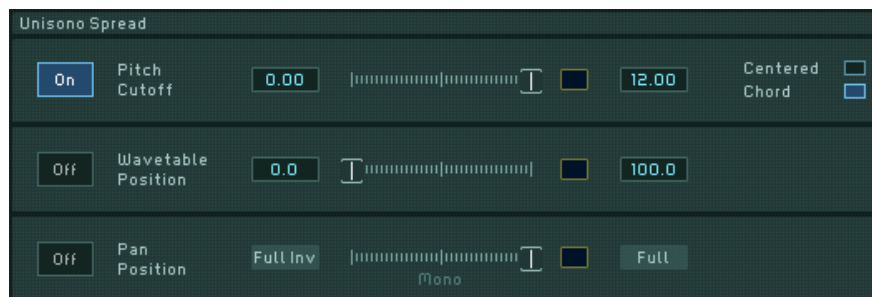 Unisono Spread
On
Pitch
Cutoff
0.00
12.00
Centered
Chord
Off
Wavetable
Position
0.0
100.0
Off
Pan
Position
Full Inv
Mono
Full